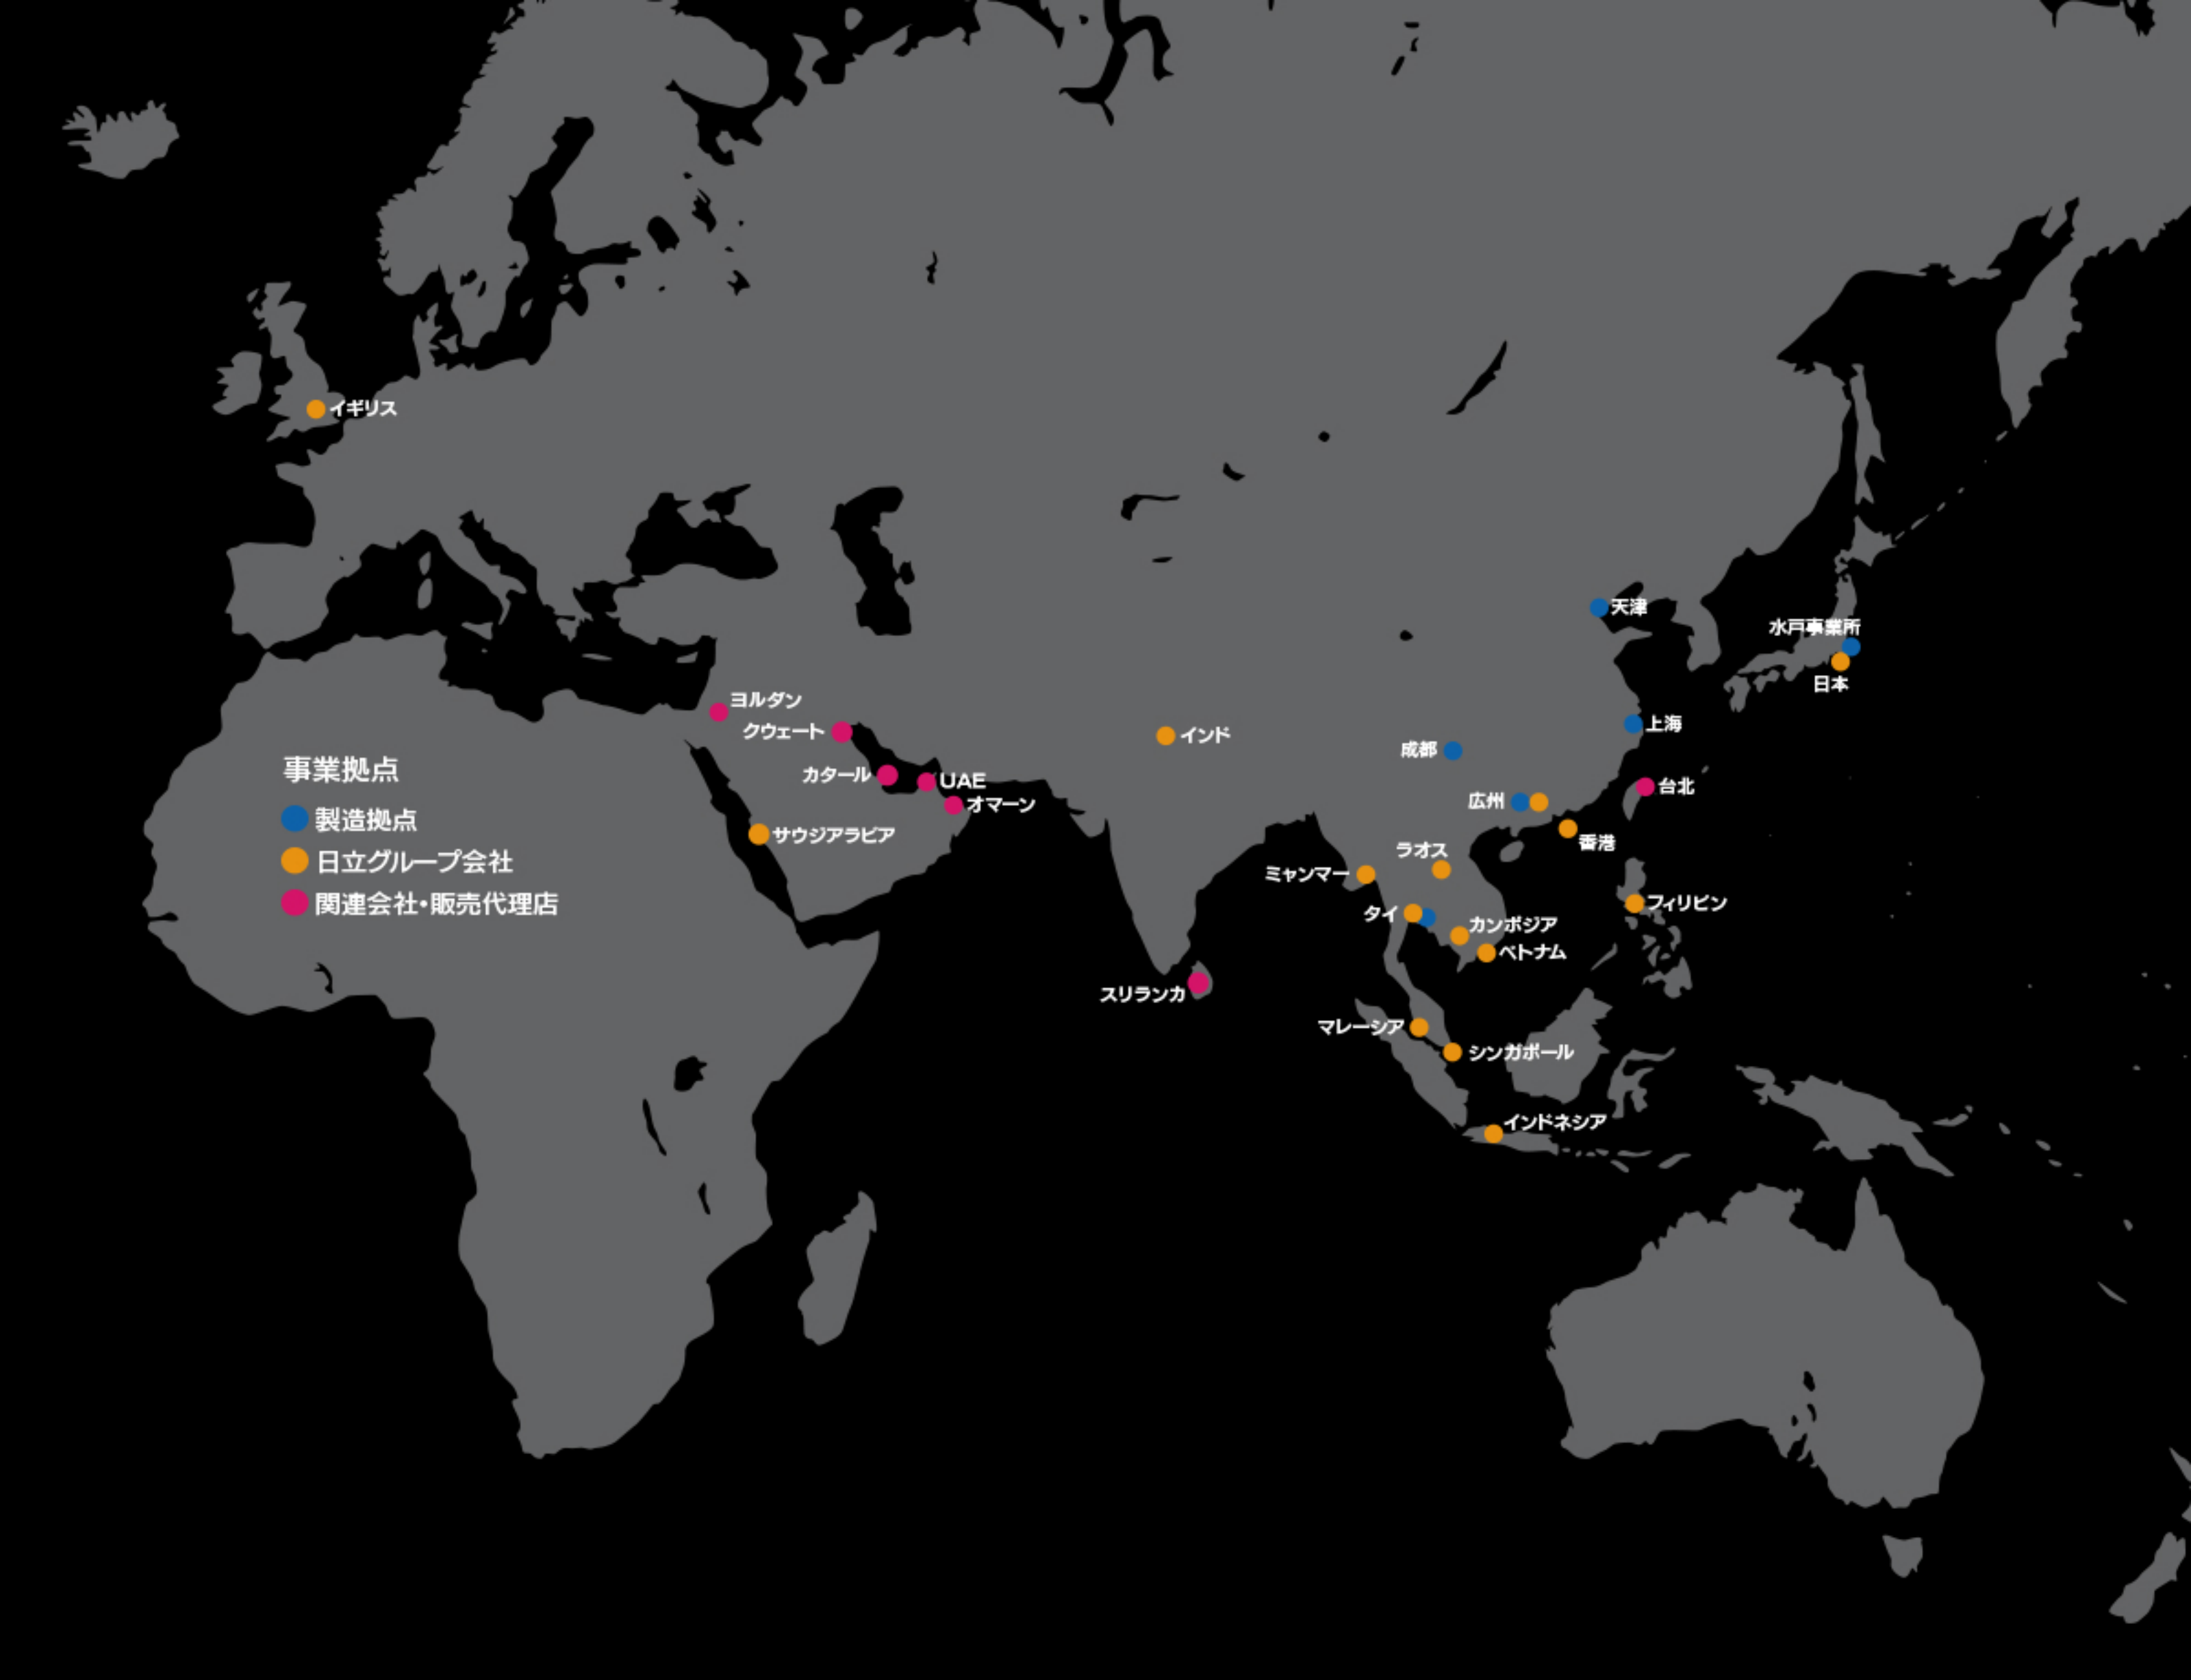 イギリス
天津
水戸事業所
日本
ヨルダン
クウェート
インド
上海
成都
事業拠点
カタール
UAE
台北
オマーン
広州
製造拠点
サウジアラビア
香港
ラオス
日立グループ会社
ミャンマー
関連会社・販売代理店
フィリピン
タイ
カンボジア
ベトナム
スリランカ
マレーシア
シンガポール
インドネシア